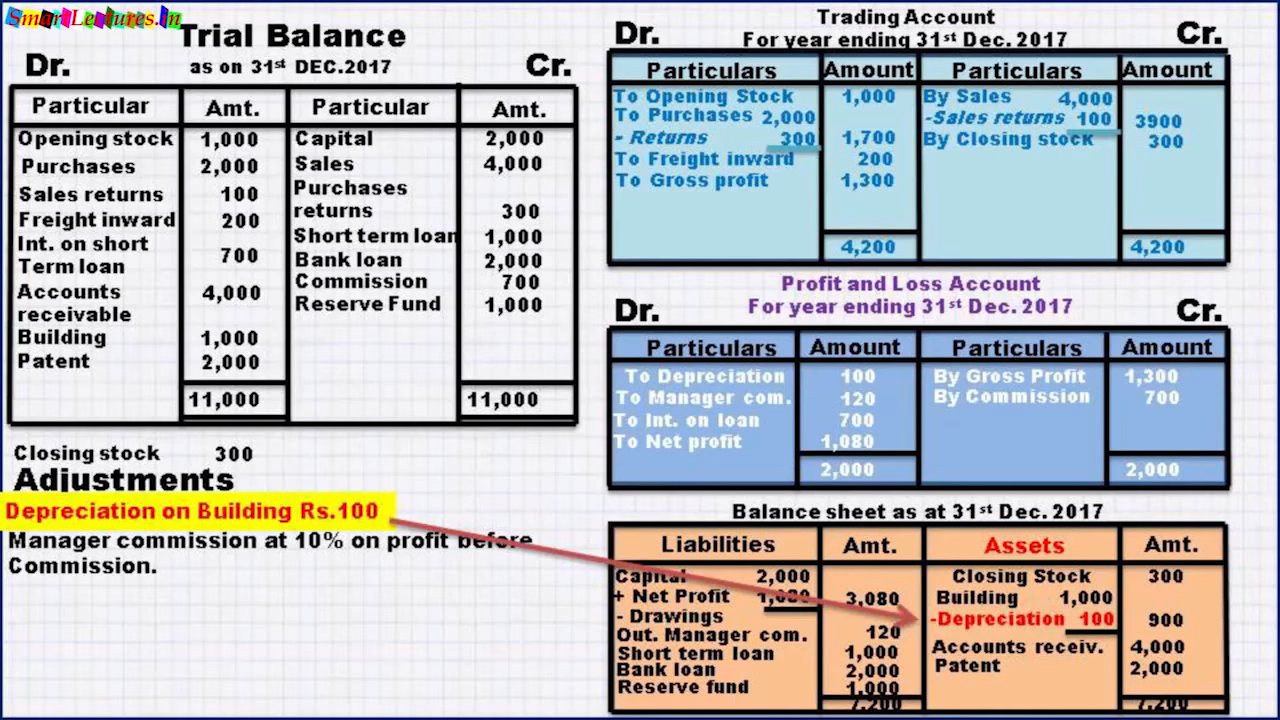 Smart Lectures.in
Trial Balance
Dr. as on 31st DEC.2017 Cr.
Particular Amt. Particular Amt.
Opening stock 1,000 Capital 2,000
Purchases 2,000 Sales 4,000
Sales returns 100 Purchases
Freight inward 200 returns 300
Int. on short Short term loan 1,000
Term loan 700 Bank loan 2,000
Accounts 4,000 Commission 700
receivable Reserve Fund 1,000
Building 1,000
Patent 2,000
11,000 11,000
Closing stock 300
Adjustments
Depreciation on Building Rs.100
Manager commission at 10% on profit before
Commission.
Trading Account
Dr. For year ending 31st Dec. 2017 Cr.
Particulars Amount Particulars Amount
To Opening Stock 1,000 By Sales 4,000
To Purchases 2,000 -Sales returns 100 3900
- Returns 300 1,700 By Closing stock 300
To Freight inward 200
To Gross profit 1,300
4,200 4,200
Profit and Loss Account
Dr. For year ending 31st Dec. 2017 Cr.
Particulars Amount Particulars Amount
To Depreciation 100 By Gross Profit 1,300
To Manager com. 120 By Commission 700
To Int. on loan 700
To Net profit 1,080
2,000 2,000
Balance sheet as at 31st Dec. 2017
Liabilities Amt. Assets Amt.
Capital 2,000 Closing Stock 300
+ Net Profit 1,080 3,080 Building 1,000
- Drawings -Depreciation 100 900
Out. Manager com. 120 Accounts receiv. 4,000
Short term loan 1,000 Patent 2,000
Bank loan 2,000
Reserve fund 1,000
7,200 7,200